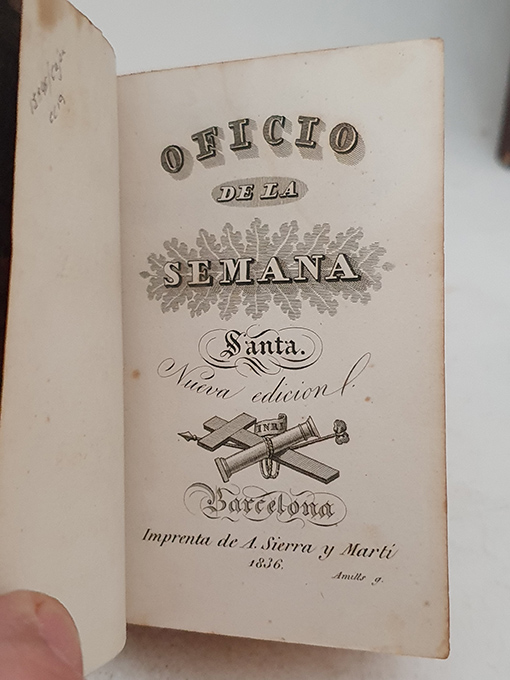 OFICIO
DE LA
SEMANA
Santa.
Nueva edicion
INRI
Barcelona
Imprenta de A. Sierra y Martí
1836.
Amills g.